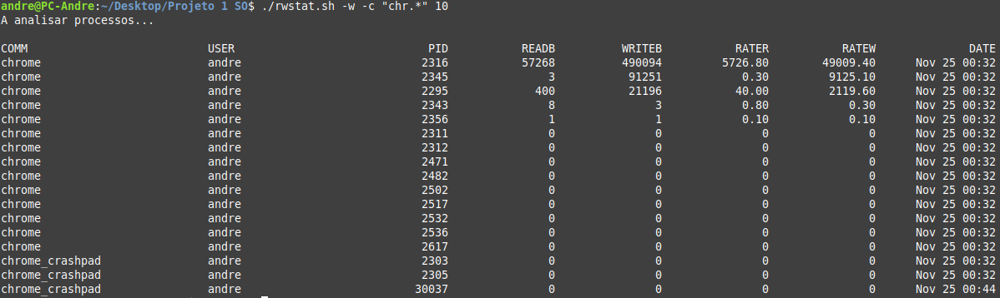 andre@PC-Andre:~/Desktop/Projeto 1 SO$ ./rwstat.sh -w -c "chr.*" 10
A analisar processos...
COMM USER PID READB WRITEB RATER RATEW DATE
chrome andre 2316 57268 490094 5726.80 49009.40 Nov 25 00:32
chrome andre 2345 3 91251 0.30 9125.10 Nov 25 00:32
chrome andre 2295 400 21196 40.00 2119.60 Nov 25 00:32
chrome andre 2343 8 3 0.80 0.30 Nov 25 00:32
chrome andre 2356 1 1 0.10 0.10 Nov 25 00:32
chrome andre 2311 0 0 0 0 Nov 25 00:32
chrome andre 2312 0 0 0 0 Nov 25 00:32
chrome andre 2471 0 0 0 0 Nov 25 00:32
chrome andre 2482 0 0 0 0 Nov 25 00:32
chrome andre 2502 0 0 0 0 Nov 25 00:32
chrome andre 2517 0 0 0 0 Nov 25 00:32
chrome andre 2532 0 0 0 0 Nov 25 00:32
chrome andre 2536 0 0 0 0 Nov 25 00:32
chrome andre 2617 0 0 0 0 Nov 25 00:32
chrome_crashpad andre 2303 0 0 0 0 Nov 25 00:32
chrome_crashpad andre 2305 0 0 0 0 Nov 25 00:32
chrome_crashpad andre 30037 0 0 0 0 Nov 25 00:44